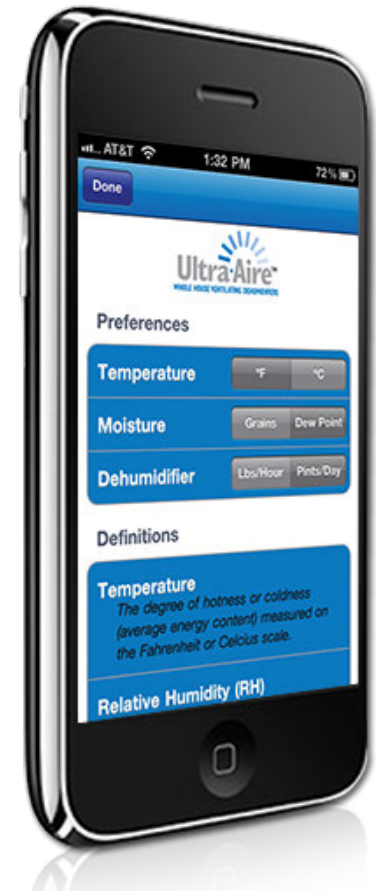 AT&T 1:32 PM 72%
Done
Ultra-Aire™
WHOLE HOUSE VENTILATING DEHUMIDIFIERS
Preferences
Temperature °F °C
Moisture Grains Dew Point
Dehumidifier Lbs/Hour Pints/Day
Definitions
Temperature
The degree of hotness or coldness
(average energy content) measured on
the Fahrenheit or Celcius scale.
Relative Humidity (RH)